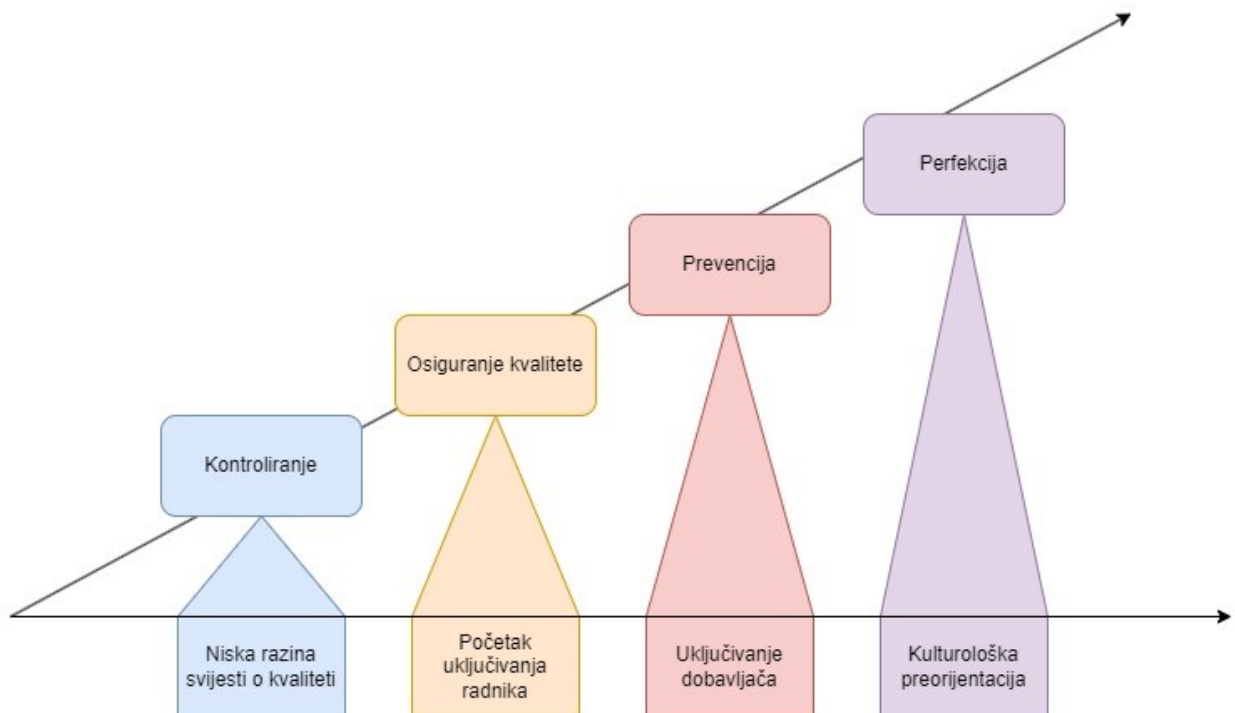 Perfekcija
Prevencija
Osiguranje kvalitete
Kontroliranje
Niska razina
svijesti o kvaliteti
Početak
uključivanja
radnika
Uključivanje
dobavljača
Kulturološka
preorijentacija